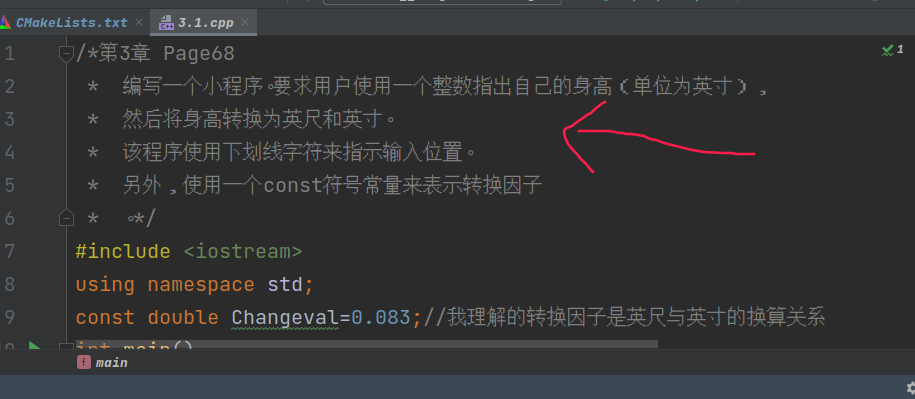 CMakeLists.txt
3.1.cpp
1 /*第3章 Page68
2 * 编写一个小程序。要求用户使用一个整数指出自己的身高（单位为英寸），
3 * 然后将身高转换为英尺和英寸。
4 * 该程序使用下划线字符来指示输入位置。
5 * 另外，使用一个const符号常量来表示转换因子
6 * 。*/
7 #include <iostream>
8 using namespace std;
9 const double Changeval=0.083;//我理解的转换因子是英尺与英寸的换算关系
int main()
1
f main